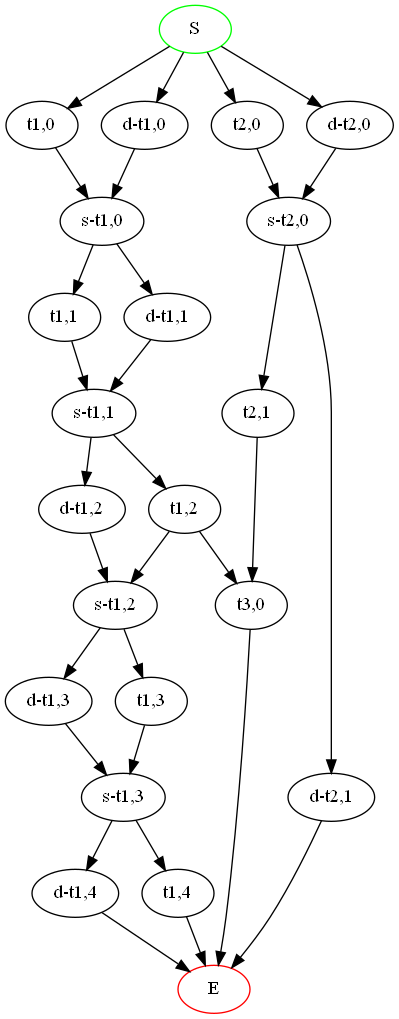 S
t1,0
d-t1,0
t2,0
d-t2,0
s-t1,0
s-t2,0
t1,1
d-t1,1
s-t1,1
t2,1
d-t1,2
t1,2
s-t1,2
t3,0
d-t1,3
t1,3
s-t1,3
d-t2,1
d-t1,4
t1,4
E